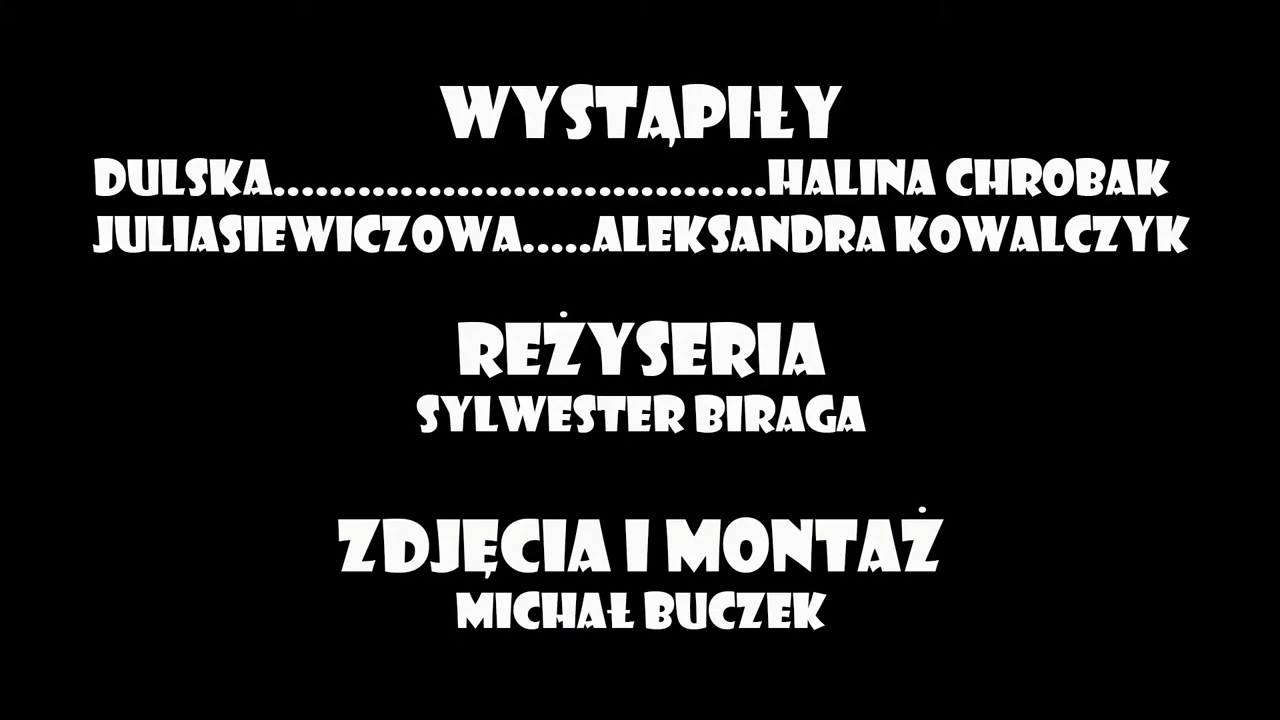 WYSTĄPIŁY
DULSKA...................................HALINA CHROBAK
JULIASIEWICZOWA.....ALEKSANDRA KOWALCZYK
REŻYSERIA
SYLWESTER BIRAGA
ZDJĘCIA I MONTAŻ
MICHAŁ BUCZEK